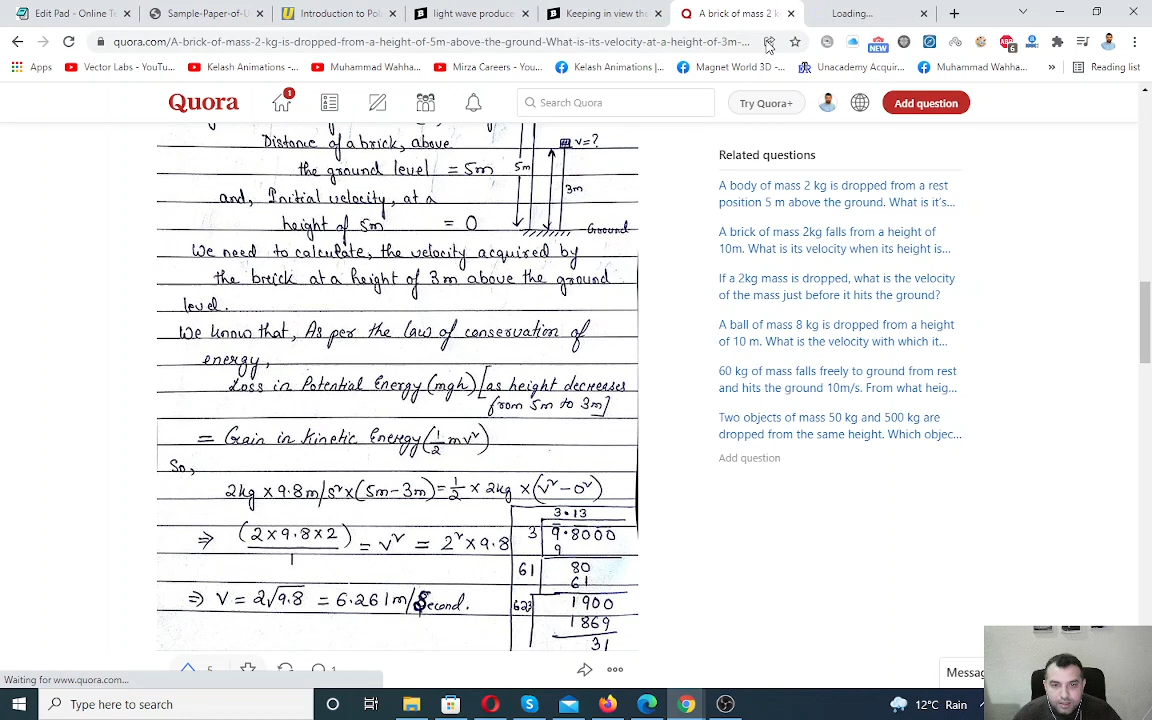 Edit Pad - Online Te
Sample-Paper-of-U
Introduction to Pola
light wave produce
Keeping in view the
A brick of mass 2 k
Loading...
quora.com/A-brick-of-mass-2-kg-is-dropped-from-a-height-of-5m-above-the-ground-What-is-its-velocity-at-a-height-of-3m-...
Apps
Vector Labs - YouTu...
Kelash Animations,...
Muhammad Wahha...
Mirza Careers - You...
Kelash Animations |...
Magnet World 3D -...
Unacademy Acquir...
Muhammad Wahha...
»
Reading list
NEW
6
Quora
1
Search Quora
Try Quora+
Add question
Distance of a brick, above
the ground level = 5m
and, Initial velocity, at a
height of 5m = 0
v=?
5m
3m
Ground
We need to calculate, the velocity acquired by
the brick at a height of 3m above the ground
level.
We know that, As per the law of conservation of
energy,
Loss in Potential Energy (mgh) [as height decreases
from 5m to 3m]
= Gain in Kinetic Energy (1/2 mv²)
So,
2kg × 9.8 m/s² × (5m - 3m) = 1/2 × 2kg × (v² - 0²)
⇒ (2 × 9.8 × 2)/1 = v² = 2² × 9.8
⇒ V = 2√9.8 = 6.261 m/Second.
3.13
3 9.8000
9
61 80
61
623 1900
1869
31
5
1
Related questions
A body of mass 2 kg is dropped from a rest
position 5 m above the ground. What is it's...
A brick of mass 2kg falls from a height of
10m. What is its velocity when its height is...
If a 2kg mass is dropped, what is the velocity
of the mass just before it hits the ground?
A ball of mass 8 kg is dropped from a height
of 10 m. What is the velocity with which it...
60 kg of mass falls freely to ground from rest
and hits the ground 10m/s. From what heig...
Two objects of mass 50 kg and 500 kg are
dropped from the same height. Which objec...
Add question
Messag
Waiting for www.quora.com...
Type here to search
12°C Rain